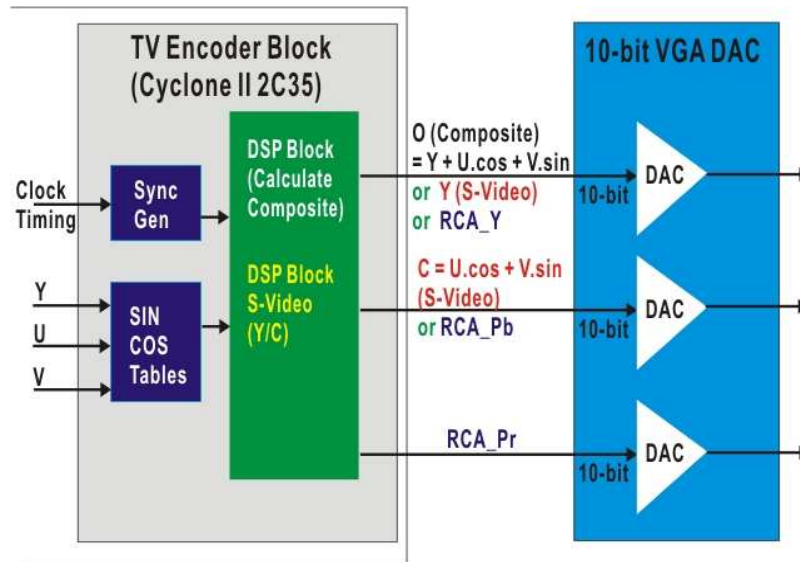 TV Encoder Block
(Cyclone II 2C35)
10-bit VGA DAC
Clock
Timing
Sync
Gen
Y
U
V
SIN
COS
Tables
DSP Block
(Calculate
Composite)
DSP Block
S-Video
(Y/C)
O (Composite)
= Y + U.cos + V.sin
or Y (S-Video)
or RCA_Y
C = U.cos + V.sin
(S-Video)
or RCA_Pb
RCA_Pr
10-bit
DAC
10-bit
DAC
10-bit
DAC